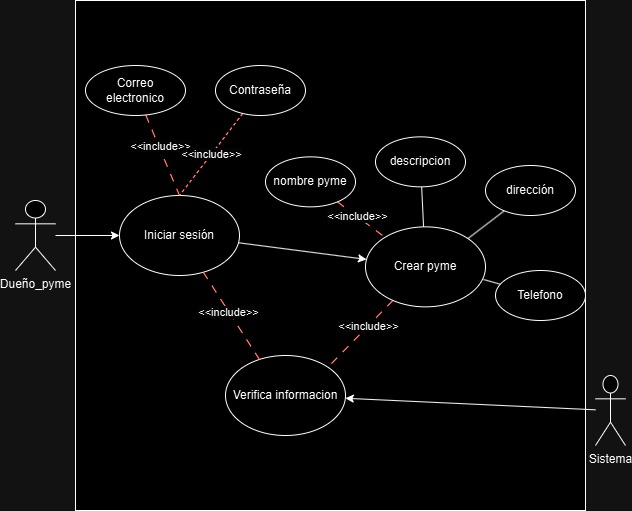 Correo
electronico
Contraseña
<<include>>
<<include>>
descripcion
nombre pyme
dirección
<<include>>
Dueño_pyme
Iniciar sesión
Crear pyme
Telefono
<<include>>
<<include>>
Verifica informacion
Sistema